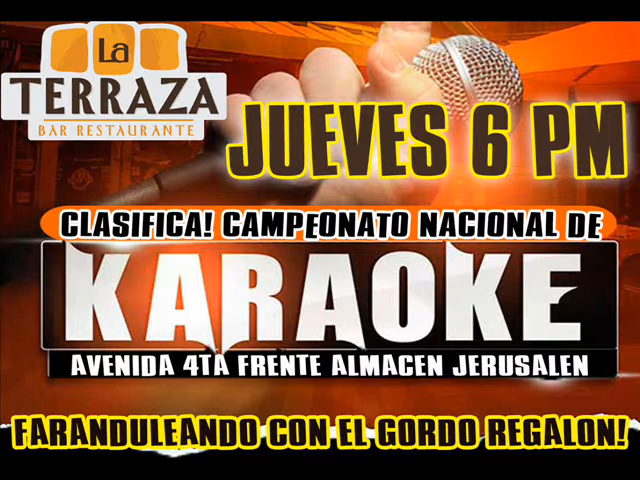 La
TERRAZA
BAR RESTAURANTE
JUEVES 6 PM
CLASIFICA! CAMPEONATO NACIONAL DE
KARAOKE
AVENIDA 4TA FRENTE ALMACEN JERUSALEN
FARANDULEANDO CON EL GORDO REGALON!